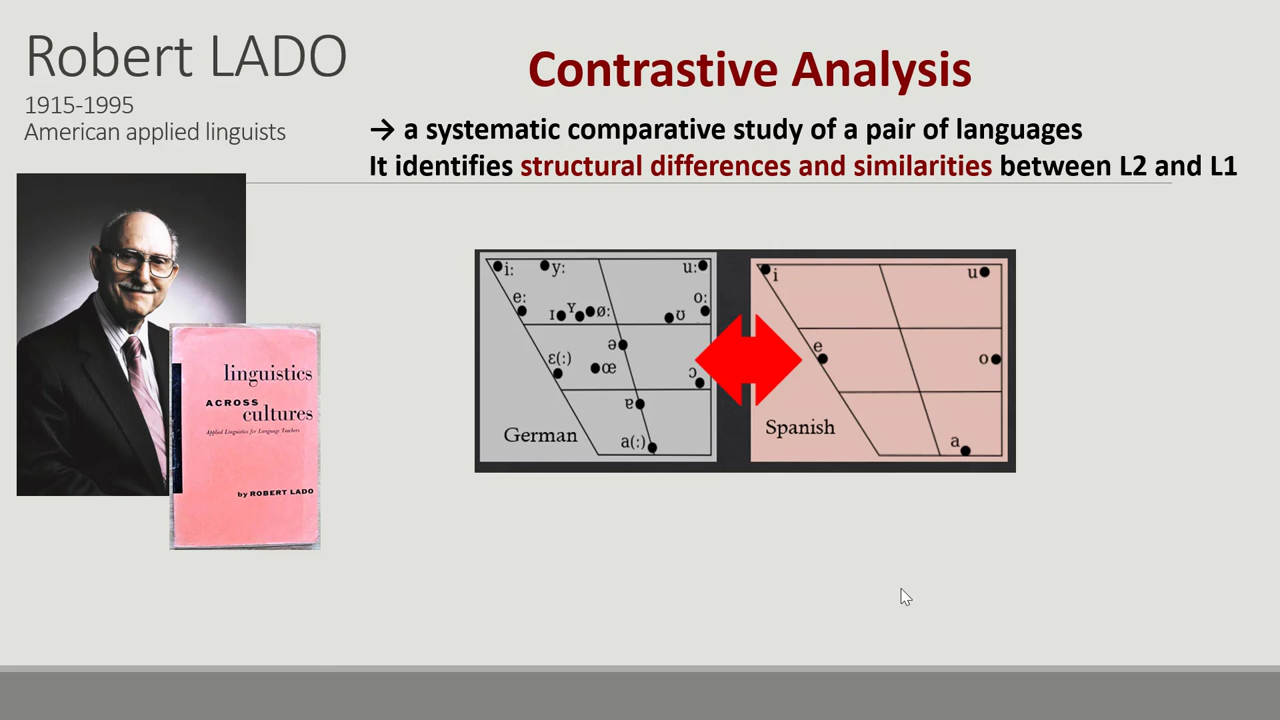 Robert LADO
1915-1995
American applied linguists
Contrastive Analysis
→ a systematic comparative study of a pair of languages
It identifies structural differences and similarities between L2 and L1
linguistics
ACROSS
cultures
Applied Linguistics for Language Teachers
by ROBERT LADO
i: y: u:
e: ɪ ʏ ø: ʊ o:
ə
ɛ(:) œ ɔ
ɐ
a(:)
German
i u
e o
a
Spanish